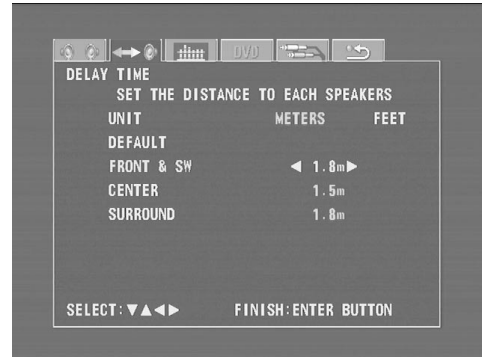 DVD
DELAY TIME
SET THE DISTANCE TO EACH SPEAKERS
UNIT METERS FEET
DEFAULT
FRONT & SW ◀ 1.8m▶
CENTER 1.5m
SURROUND 1.8m
SELECT:▼▲◀▶ FINISH:ENTER BUTTON